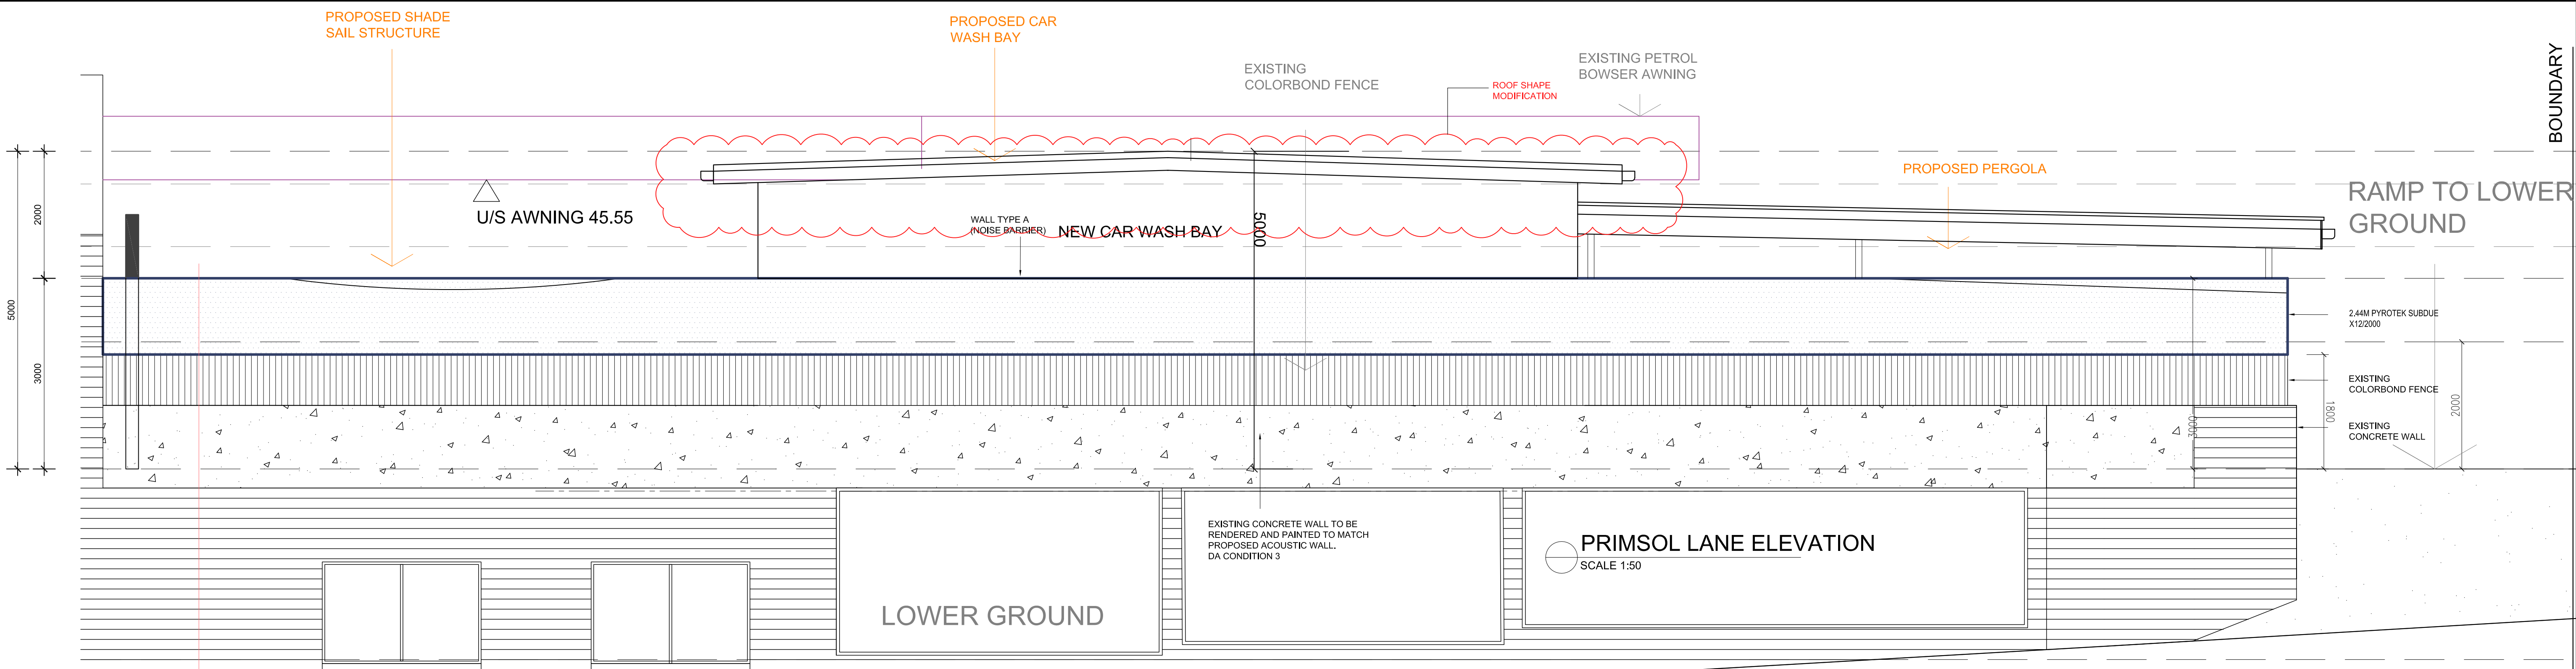 PROPOSED SHADE
SAIL STRUCTURE
PROPOSED CAR
WASH BAY
EXISTING
COLORBOND FENCE
ROOF SHAPE
MODIFICATION
EXISTING PETROL
BOWSER AWNING
BOUNDARY
PROPOSED PERGOLA
RAMP TO LOWER
GROUND
U/S AWNING 45.55
WALL TYPE A
(NOISE BARRIER)
NEW CAR WASH BAY
5000
2000
5000
3000
2,44M PYROTEK SUBDUE
X12/2000
EXISTING
COLORBOND FENCE
EXISTING
CONCRETE WALL
1800
2000
3000
EXISTING CONCRETE WALL TO BE
RENDERED AND PAINTED TO MATCH
PROPOSED ACOUSTIC WALL.
DA CONDITION 3
PRIMSOL LANE ELEVATION
SCALE 1:50
LOWER GROUND